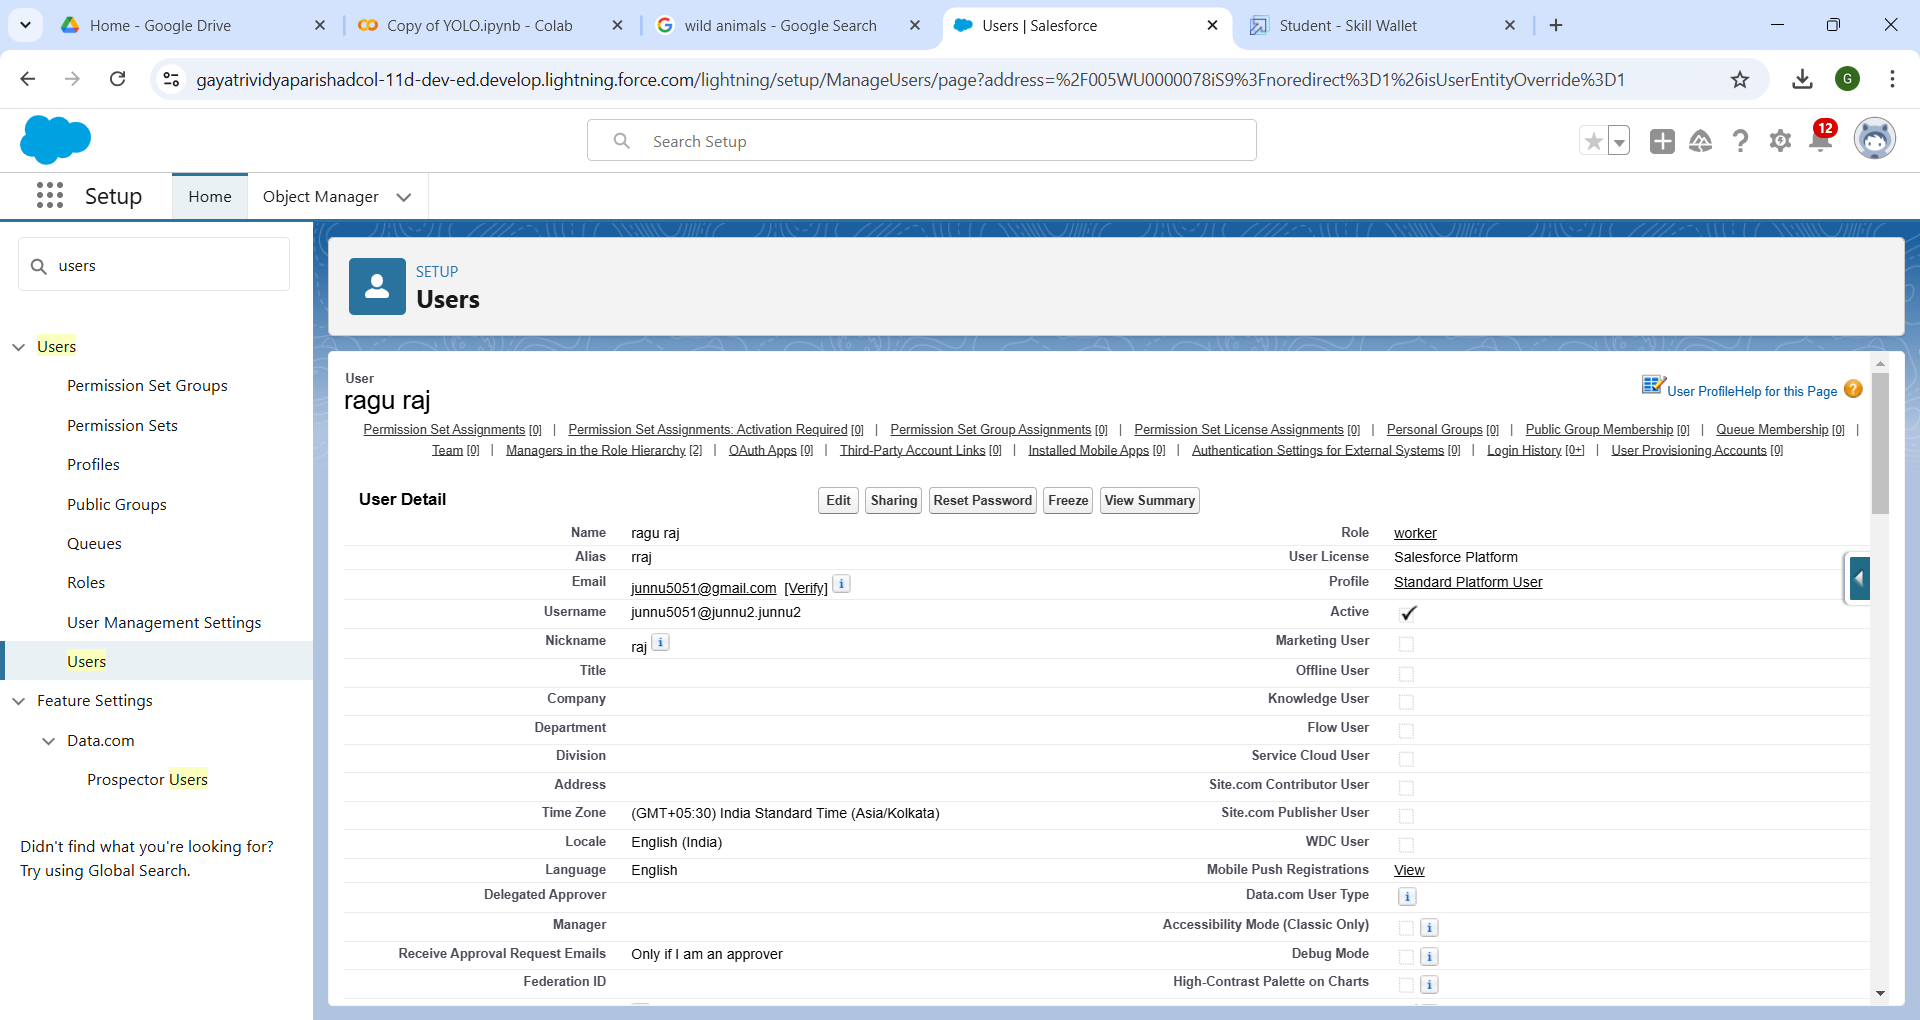 Home - Google Drive
Copy of YOLO.ipynb - Colab
wild animals - Google Search
Users | Salesforce
Student - Skill Wallet
gayatrividyaparishadcol-11d-dev-ed.develop.lightning.force.com/lightning/setup/ManageUsers/page?address=%2F005WU0000078iS9%3Fnoredirect%3D1%26isUserEntityOverride%3D1
G
Search Setup
12
Setup
Home
Object Manager
users
Users
Permission Set Groups
Permission Sets
Profiles
Public Groups
Queues
Roles
User Management Settings
Users
Feature Settings
Data.com
Prospector Users
Didn't find what you're looking for?
Try using Global Search.
SETUP
Users
User
ragu raj
User Profile Help for this Page ?
Permission Set Assignments [0] | Permission Set Assignments: Activation Required [0] | Permission Set Group Assignments [0] | Permission Set License Assignments [0] | Personal Groups [0] | Public Group Membership [0] | Queue Membership [0] |
Team [0] | Managers in the Role Hierarchy [2] | OAuth Apps [0] | Third-Party Account Links [0] | Installed Mobile Apps [0] | Authentication Settings for External Systems [0] | Login History [0+] | User Provisioning Accounts [0]
User Detail
Edit Sharing Reset Password Freeze View Summary
Name ragu raj Role worker
Alias rraj User License Salesforce Platform
Email junnu5051@gmail.com [Verify] i Profile Standard Platform User
Username junnu5051@junnu2.junnu2 Active ✓
Nickname raj i Marketing User
Title Offline User
Company Knowledge User
Department Flow User
Division Service Cloud User
Address Site.com Contributor User
Time Zone (GMT+05:30) India Standard Time (Asia/Kolkata) Site.com Publisher User
Locale English (India) WDC User
Language English Mobile Push Registrations View
Delegated Approver Data.com User Type i
Manager Accessibility Mode (Classic Only) i
Receive Approval Request Emails Only if I am an approver Debug Mode i
Federation ID High-Contrast Palette on Charts i